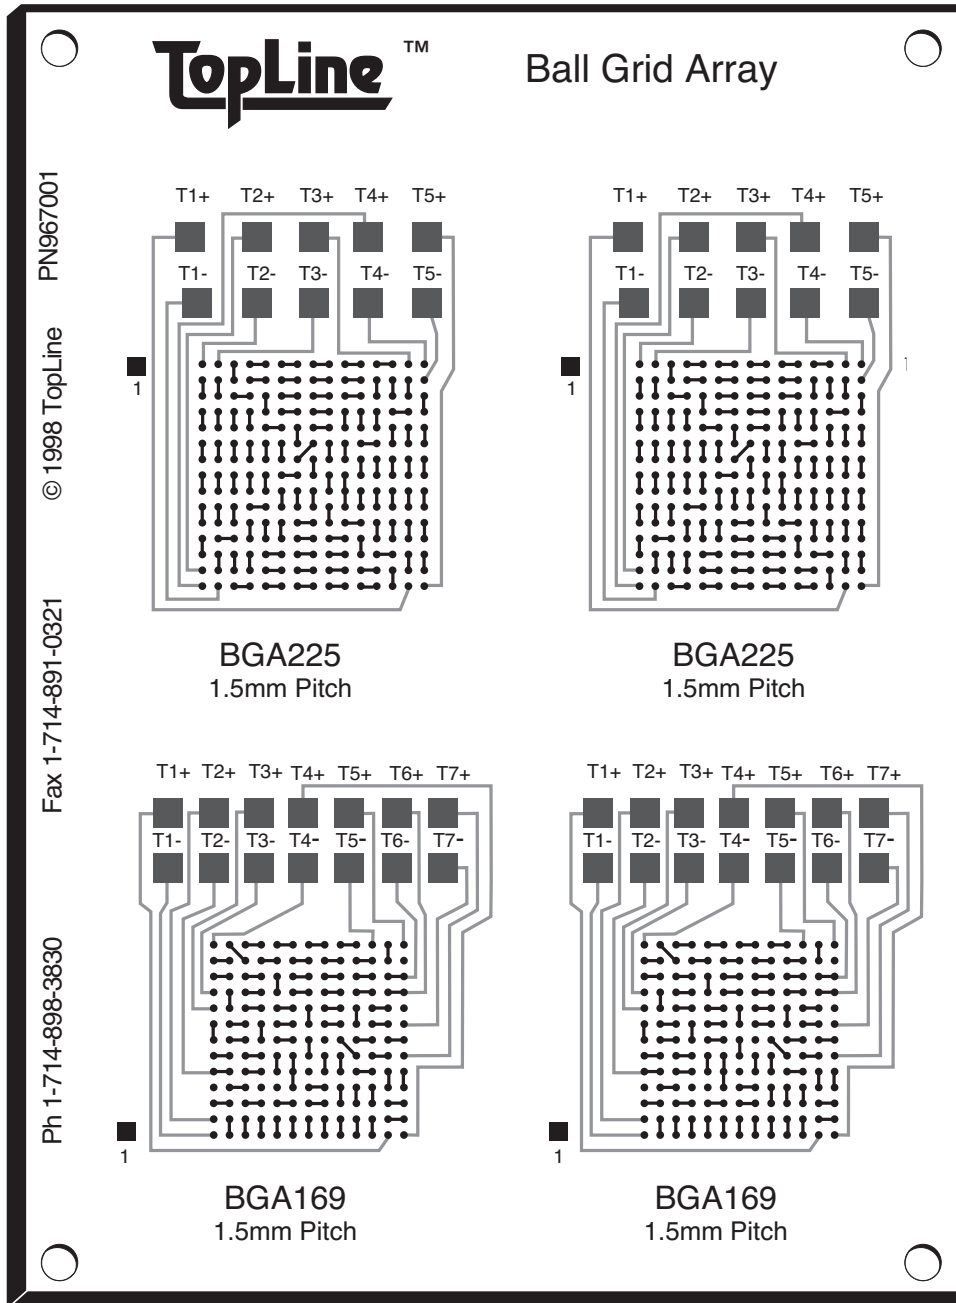 TopLine ™
Ball Grid Array
PN967001
© 1998 TopLine
Fax 1-714-891-0321
Ph 1-714-898-3830
T1+ T2+ T3+ T4+ T5+
T1- T2- T3- T4- T5-
1
BGA225
1.5mm Pitch
T1+ T2+ T3+ T4+ T5+
T1- T2- T3- T4- T5-
1
BGA225
1.5mm Pitch
T1+ T2+ T3+ T4+ T5+ T6+ T7+
T1- T2- T3- T4- T5- T6- T7-
1
BGA169
1.5mm Pitch
T1+ T2+ T3+ T4+ T5+ T6+ T7+
T1- T2- T3- T4- T5- T6- T7-
1
BGA169
1.5mm Pitch